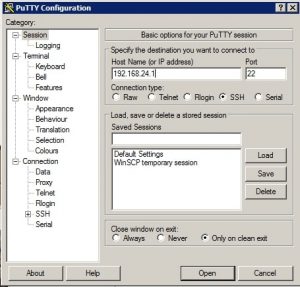 PuTTY Configuration
Category:
Session
Logging
Terminal
Keyboard
Bell
Features
Window
Appearance
Behaviour
Translation
Selection
Colours
Connection
Data
Proxy
Telnet
Rlogin
SSH
Serial
Basic options for your PuTTY session
Specify the destination you want to connect to
Host Name (or IP address) Port
192.168.24.1 22
Connection type:
Raw Telnet Rlogin SSH Serial
Load, save or delete a stored session
Saved Sessions
Default Settings
WinSCP temporary session
Load
Save
Delete
Close window on exit:
Always Never Only on clean exit
About Help Open Cancel